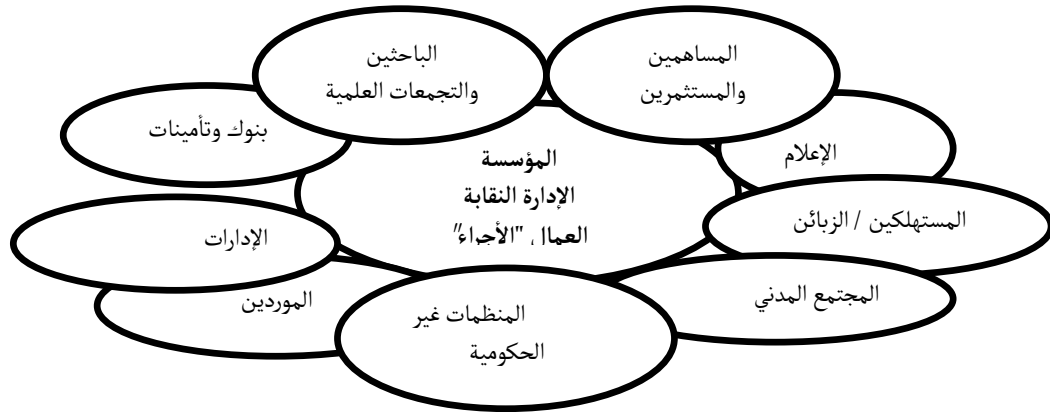 الباحثين
والتجمعات العلمية
المساهمين
والمستثمرين
بنوك وتأمينات
الإعلام
المؤسسة
الإدارة النقابة
العمال "الأجراء"
المستهلكين / الزبائن
الإدارات
المجتمع المدني
الموردين
المنظمات غير
الحكومية